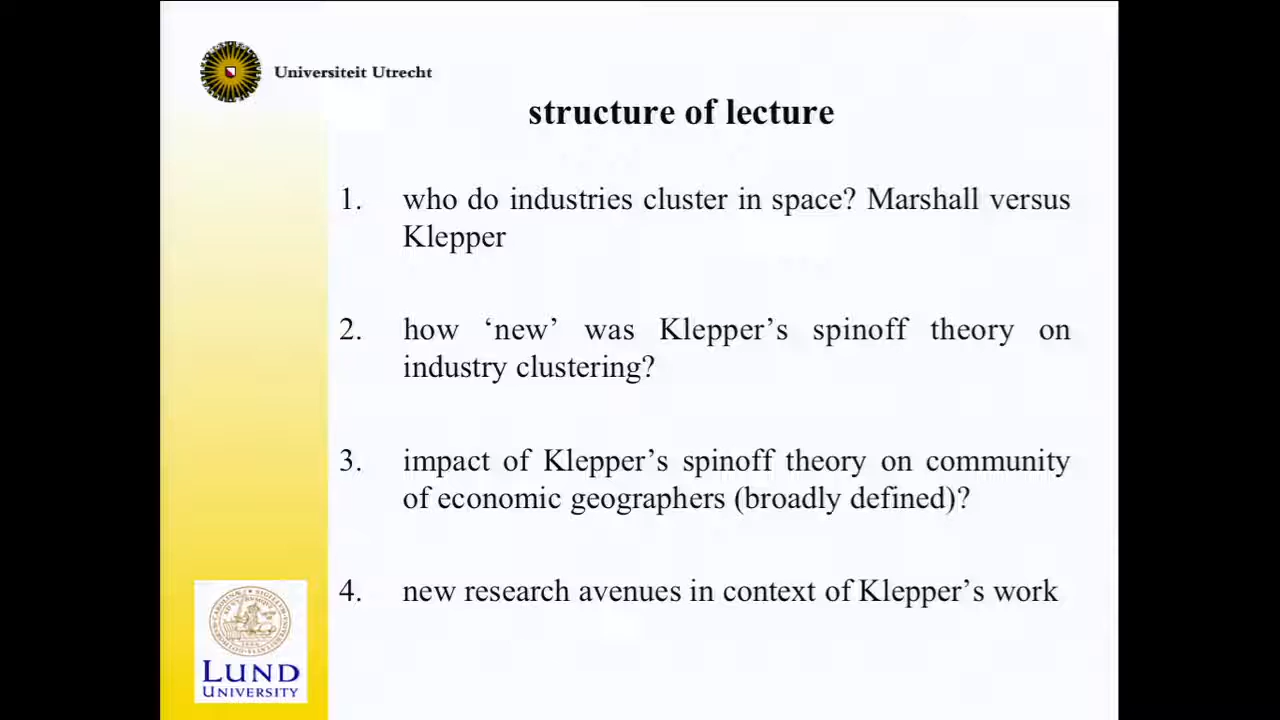 Universiteit Utrecht
structure of lecture
1. who do industries cluster in space? Marshall versus
Klepper
2. how ‘new’ was Klepper’s spinoff theory on
industry clustering?
3. impact of Klepper’s spinoff theory on community
of economic geographers (broadly defined)?
4. new research avenues in context of Klepper’s work
LUND
UNIVERSITY